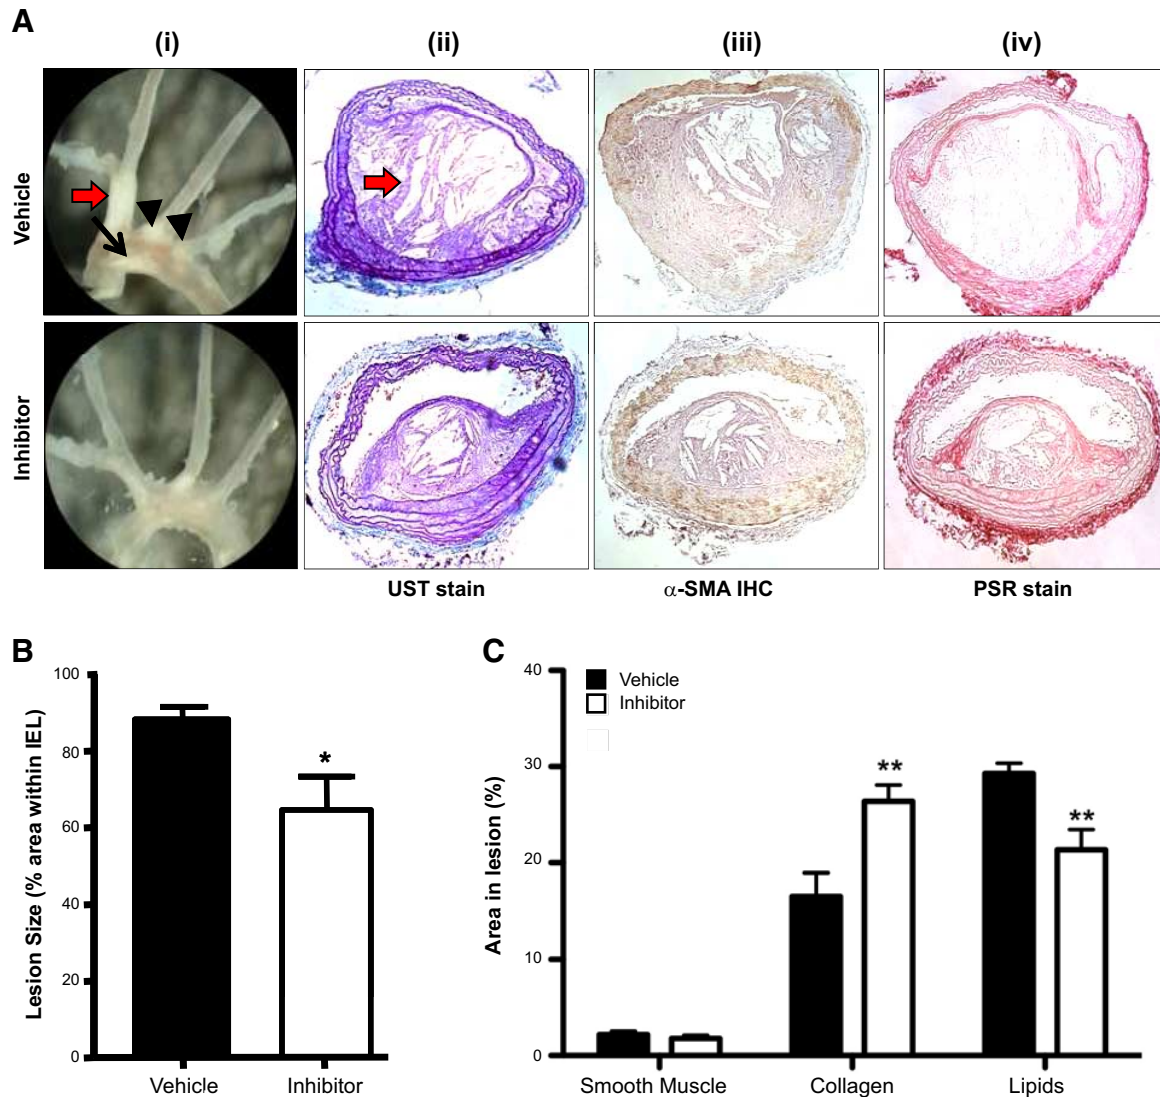 A
(i) (ii) (iii) (iv)
Vehicle
Inhibitor
UST stain α-SMA IHC PSR stain
B
Lesion Size (% area within IEL)
100
80
60
40
20
0
*
Vehicle Inhibitor
C
Area in lesion (%)
40
30
20
10
0
Vehicle
Inhibitor
**
**
Smooth Muscle Collagen Lipids